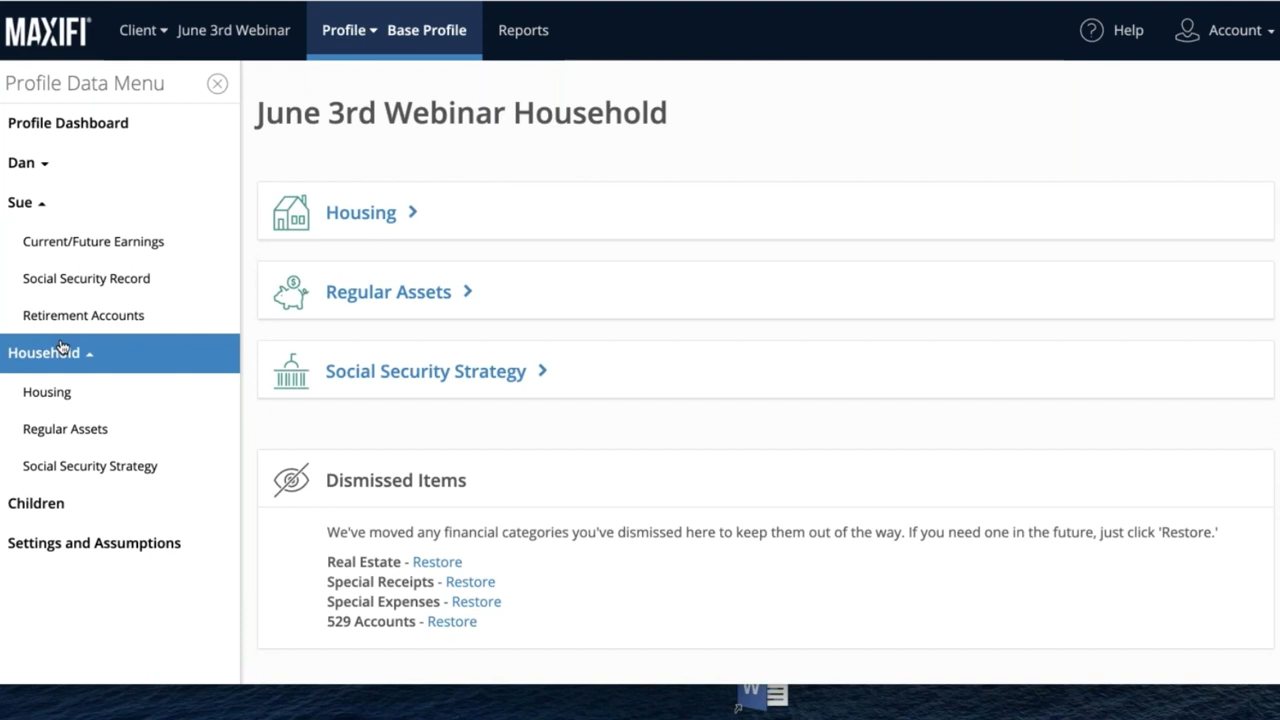 MAXIFI®
Client June 3rd Webinar
Profile Base Profile
Reports
? Help
Account
Profile Data Menu
Profile Dashboard
Dan
Sue
Current/Future Earnings
Social Security Record
Retirement Accounts
Household
Housing
Regular Assets
Social Security Strategy
Children
Settings and Assumptions
June 3rd Webinar Household
Housing
Regular Assets
Social Security Strategy
Dismissed Items
We've moved any financial categories you've dismissed here to keep them out of the way. If you need one in the future, just click 'Restore.'
Real Estate - Restore
Special Receipts - Restore
Special Expenses - Restore
529 Accounts - Restore
W